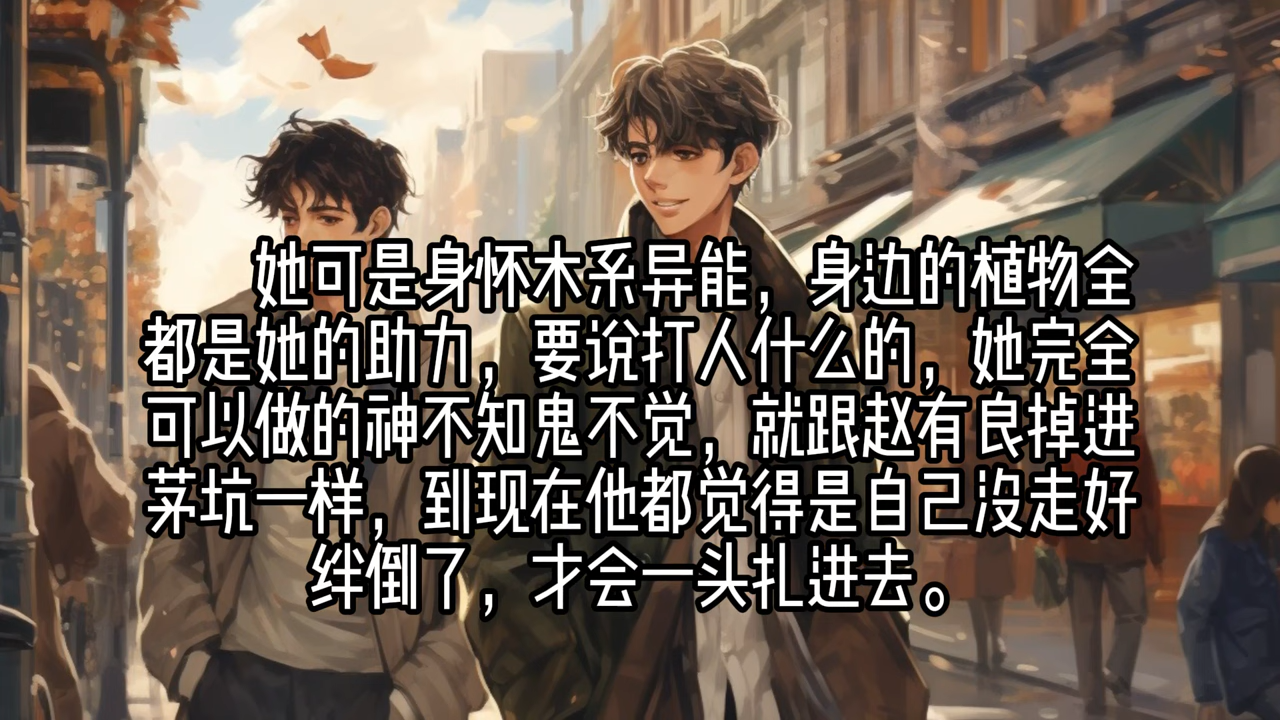 她可是身怀木系异能，身边的植物全
都是她的助力，要说打人什么的，她完全
可以做的神不知鬼不觉，就跟赵有良掉进
茅坑一样，到现在他都觉得是自己没走好
绊倒了，才会一头扎进去。